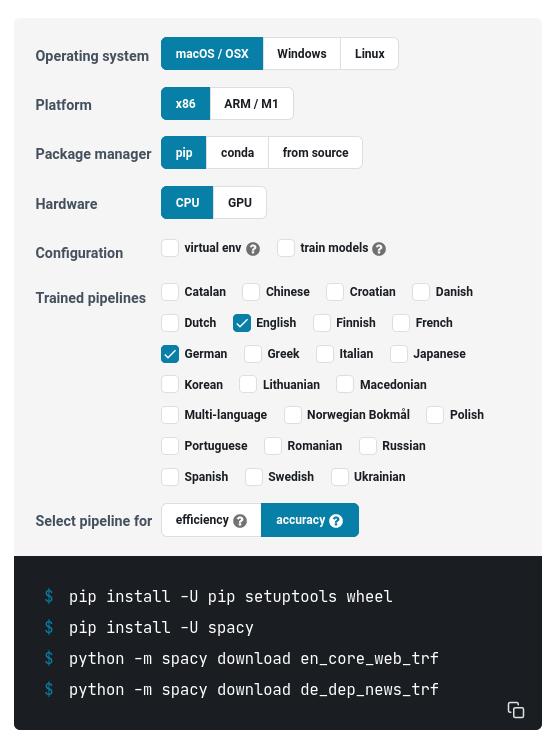 Operating system macOS / OSX Windows Linux
Platform x86 ARM / M1
Package manager pip conda from source
Hardware CPU GPU
Configuration virtual env ? train models ?
Trained pipelines Catalan Chinese Croatian Danish
Dutch English Finnish French
German Greek Italian Japanese
Korean Lithuanian Macedonian
Multi-language Norwegian Bokmål Polish
Portuguese Romanian Russian
Spanish Swedish Ukrainian
Select pipeline for efficiency ? accuracy ?
$ pip install -U pip setuptools wheel
$ pip install -U spacy
$ python -m spacy download en_core_web_trf
$ python -m spacy download de_dep_news_trf